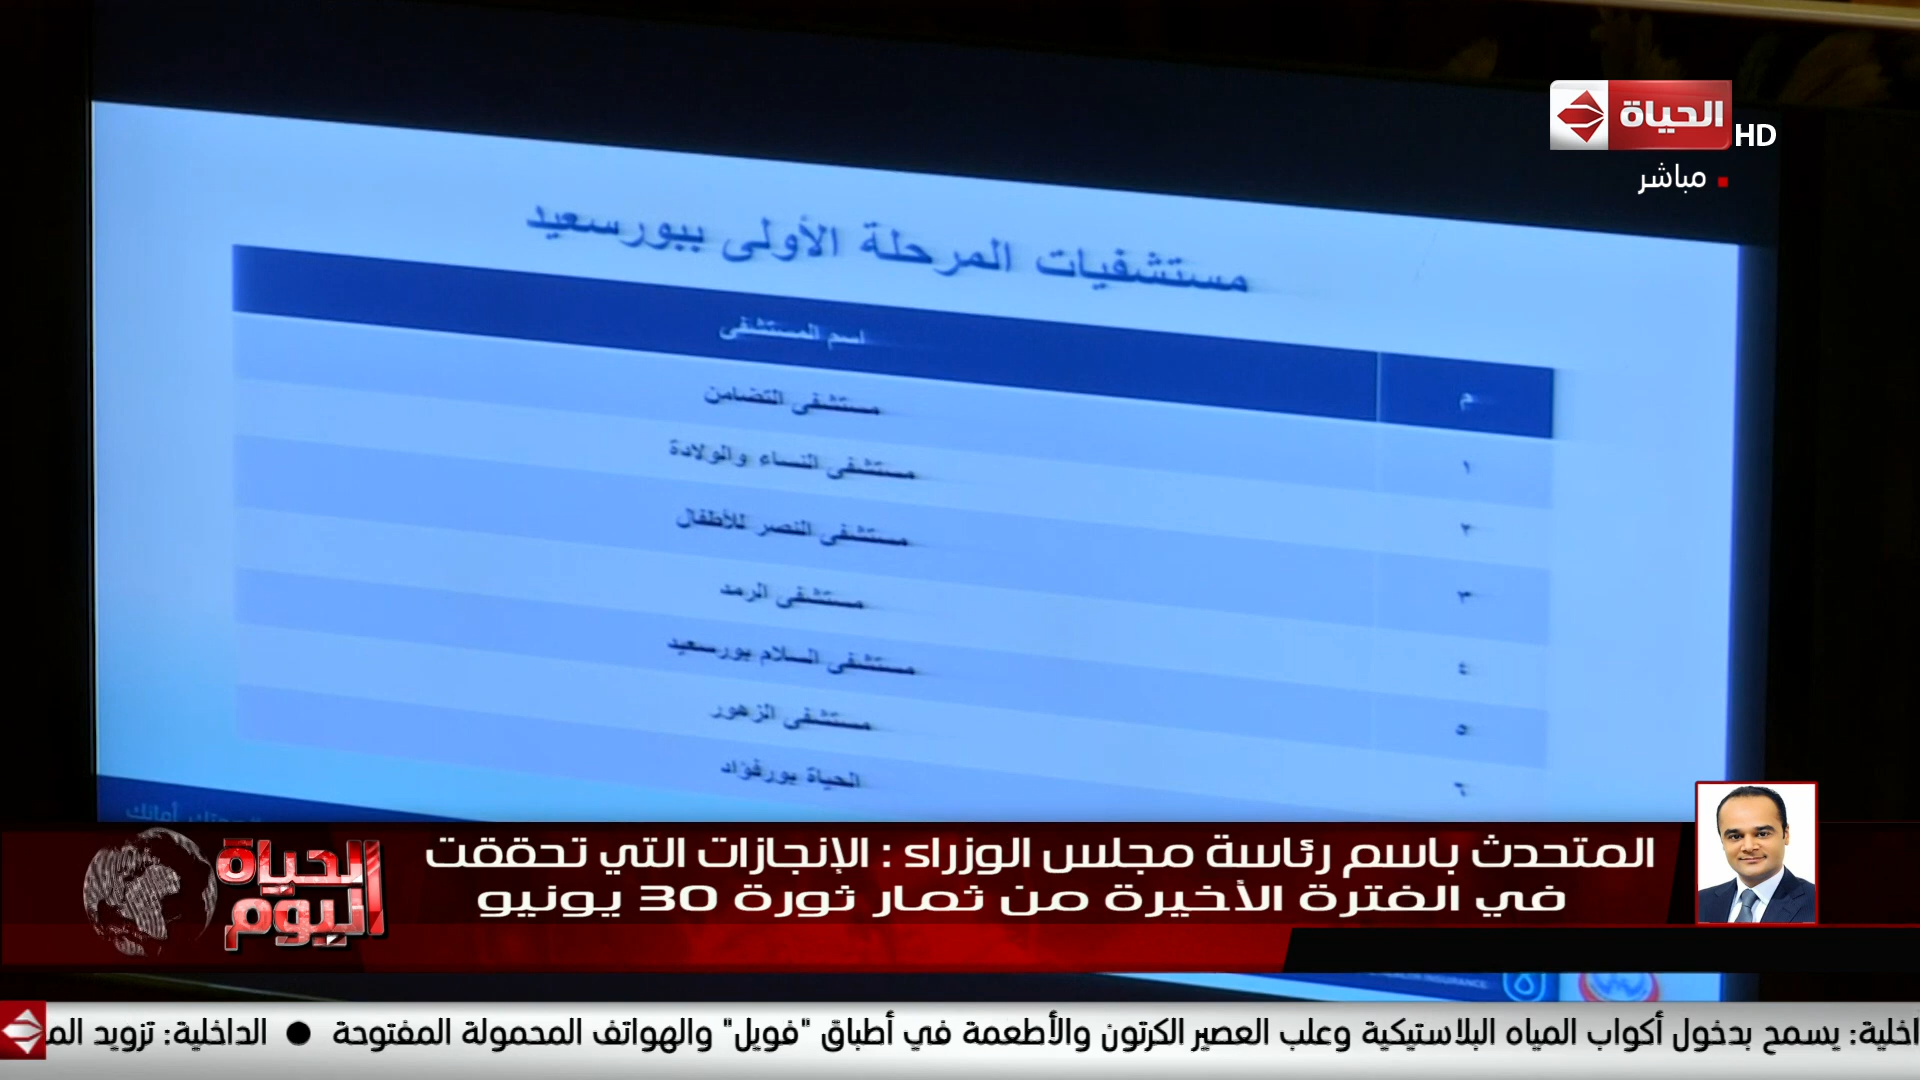 الحياة HD
مباشر
مستشفيات المرحلة الأولى ببورسعيد
م
اسم المستشفى
١
مستشفى التضامن
٢
مستشفى النساء والولادة
٣
مستشفى النصر للأطفال
٤
مستشفى الرمد
٥
مستشفى السلام بورسعيد
٦
مستشفى الزهور
الحياة بورفؤاد
المتحدث باسم رئاسة مجلس الوزراء : الإنجازات التي تحققت
في الفترة الأخيرة من ثمار ثورة 30 يونيو
الحياة
اليوم
INSURANCE
اخلية: يسمح بدخول أكواب المياه البلاستيكية وعلب العصير الكرتون والأطعمة في أطباق "فويل" والهواتف المحمولة المفتوحة ● الداخلية: تزويد الم